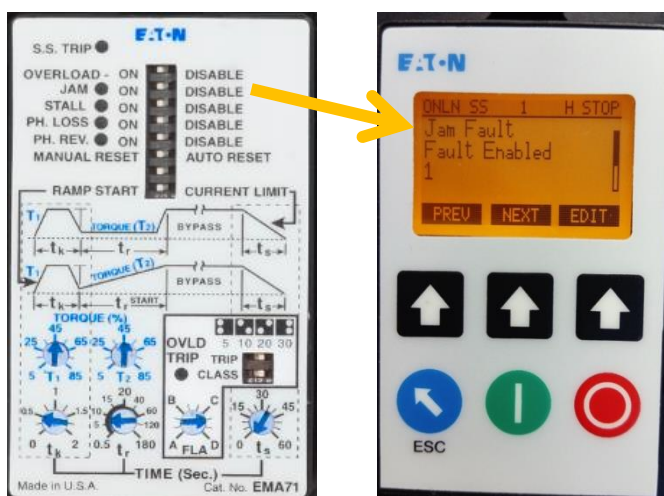 EATON
S.S. TRIP
OVERLOAD - ON DISABLE
JAM ON DISABLE
STALL ON DISABLE
PH. LOSS ON DISABLE
PH. REV. ON DISABLE
MANUAL RESET AUTO RESET
RAMP START CURRENT LIMIT
T1 TORQUE (T2) BYPASS
tk tr ts
T1 TORQUE (T2) BYPASS
tk tr START ts
TORQUE (%)
45 45
25 65 25 65
5 T1 85 5 T2 85
OVLD 5 10 20 30
TRIP TRIP
CLASS
1 20 30
0.5 1.5 10 15 40 60 B C 15 45
5 120
0 tk 2 0.5 tr 180 A FLA D 0 ts 60
TIME (Sec.)
Made in U.S.A. Cat. No. EMA71
EATON
ONLN SS 1 H STOP
Jam Fault
Fault Enabled
1
PREV NEXT EDIT
ESC